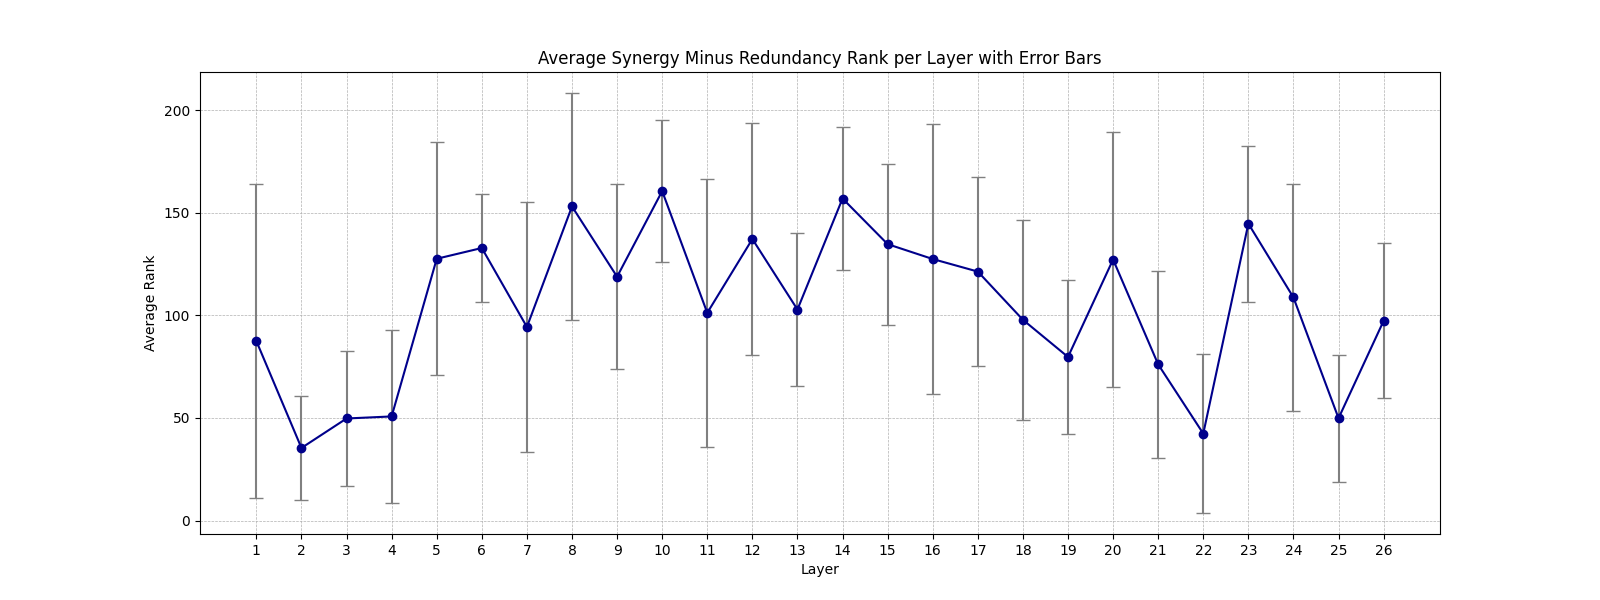 Average Synergy Minus Redundancy Rank per Layer with Error Bars
200
150
100
50
0
Average Rank
1 2 3 4 5 6 7 8 9 10 11 12 13 14 15 16 17 18 19 20 21 22 23 24 25 26
Layer